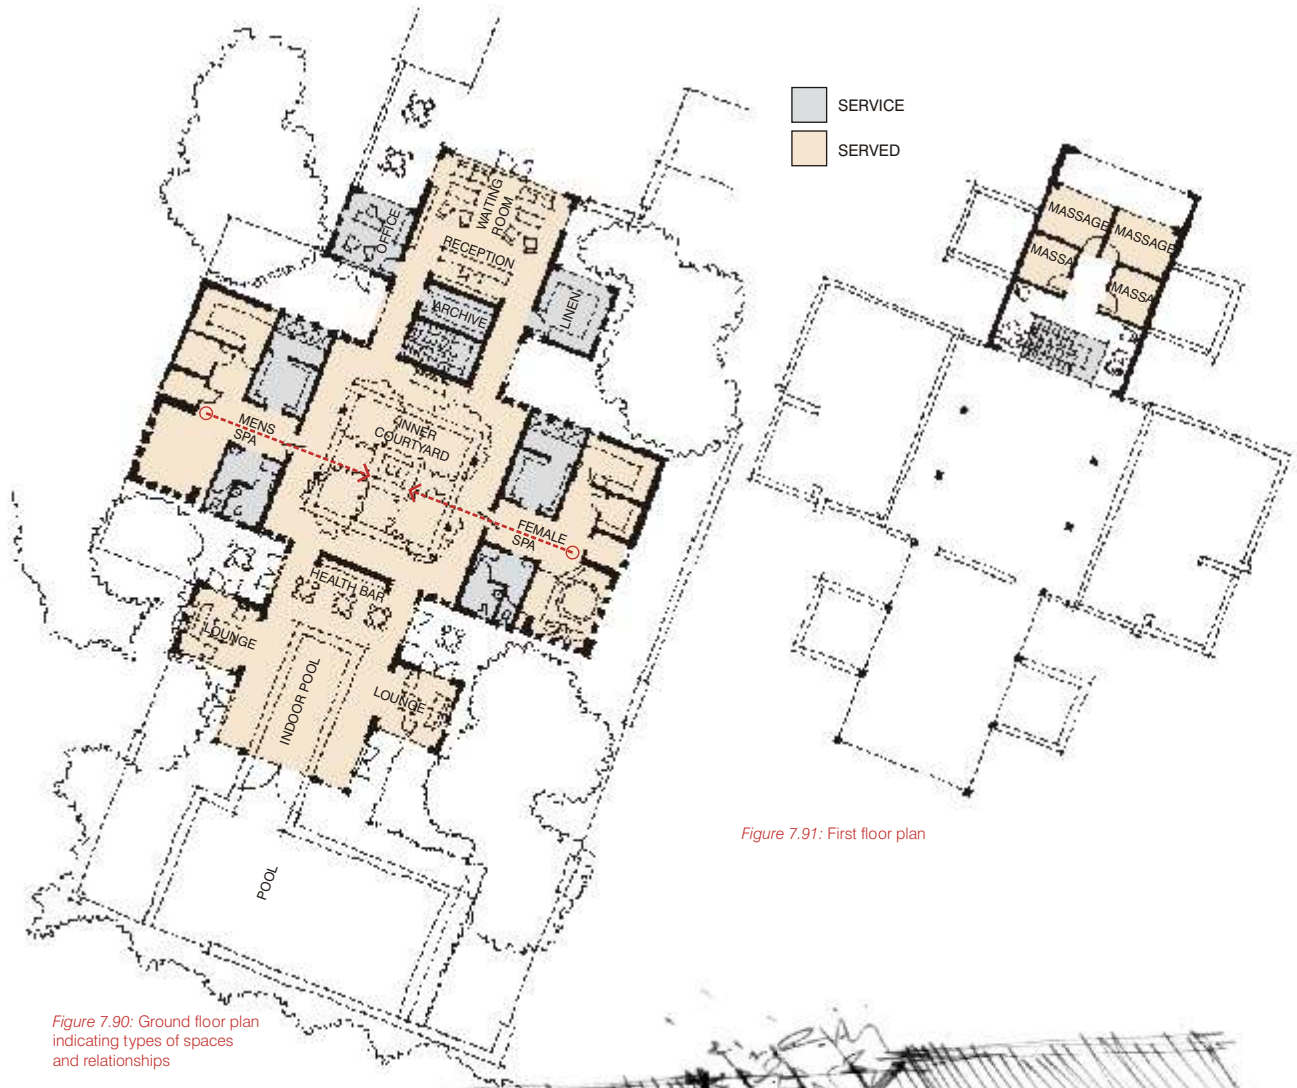 SERVICE
SERVED
WAITING
ROOM
OFFICE
RECEPTION
ARCHIVE
LINEN
INNER
COURTYARD
MENS
SPA
FEMALE
SPA
HEALTH BAR
LOUNGE
LOUNGE
INDOOR POOL
POOL
Figure 7.90: Ground floor plan
indicating types of spaces
and relationships
MASSAGE
MASSAGE
MASSA
MASSA
Figure 7.91: First floor plan